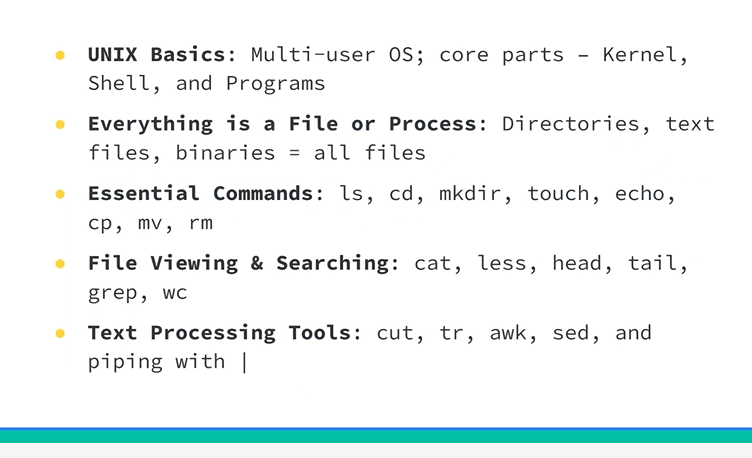 UNIX Basics: Multi-user OS; core parts – Kernel,
Shell, and Programs
Everything is a File or Process: Directories, text
files, binaries = all files
Essential Commands: ls, cd, mkdir, touch, echo,
cp, mv, rm
File Viewing & Searching: cat, less, head, tail,
grep, wc
Text Processing Tools: cut, tr, awk, sed, and
piping with |